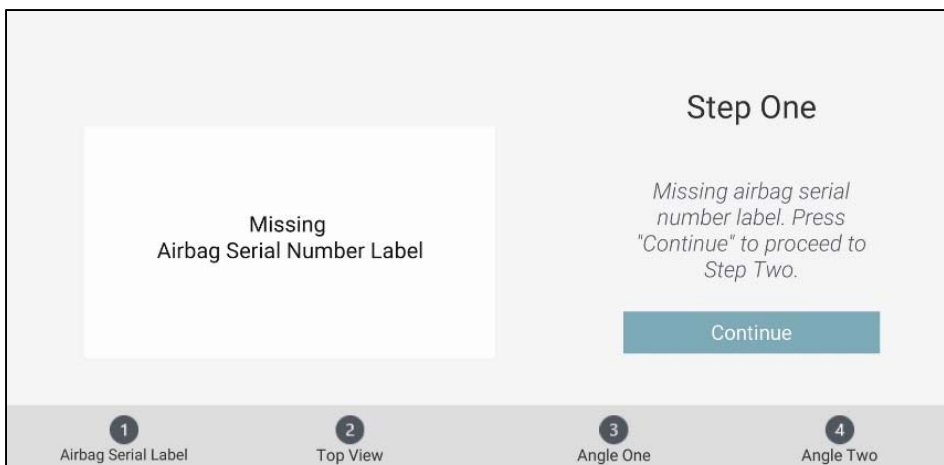 Step One
Missing
Airbag Serial Number Label
Missing airbag serial
number label. Press
"Continue" to proceed to
Step Two.
Continue
1
Airbag Serial Label
2
Top View
3
Angle One
4
Angle Two